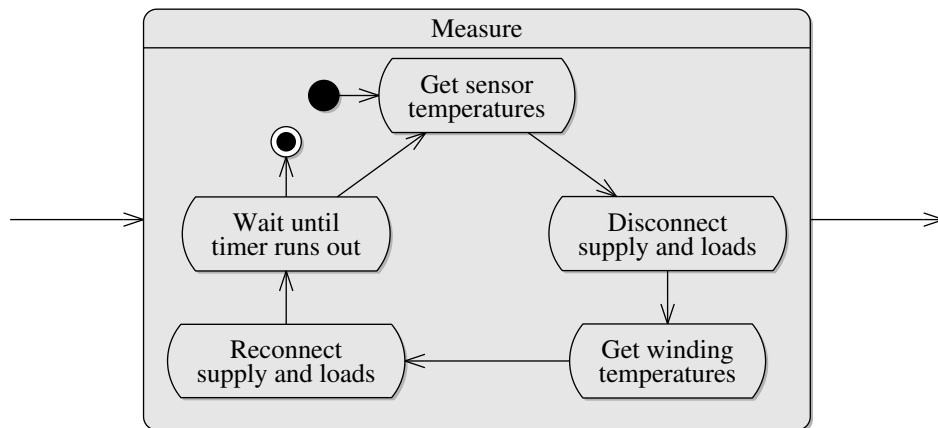 Measure
Get sensor
temperatures
Wait until
timer runs out
Disconnect
supply and loads
Reconnect
supply and loads
Get winding
temperatures